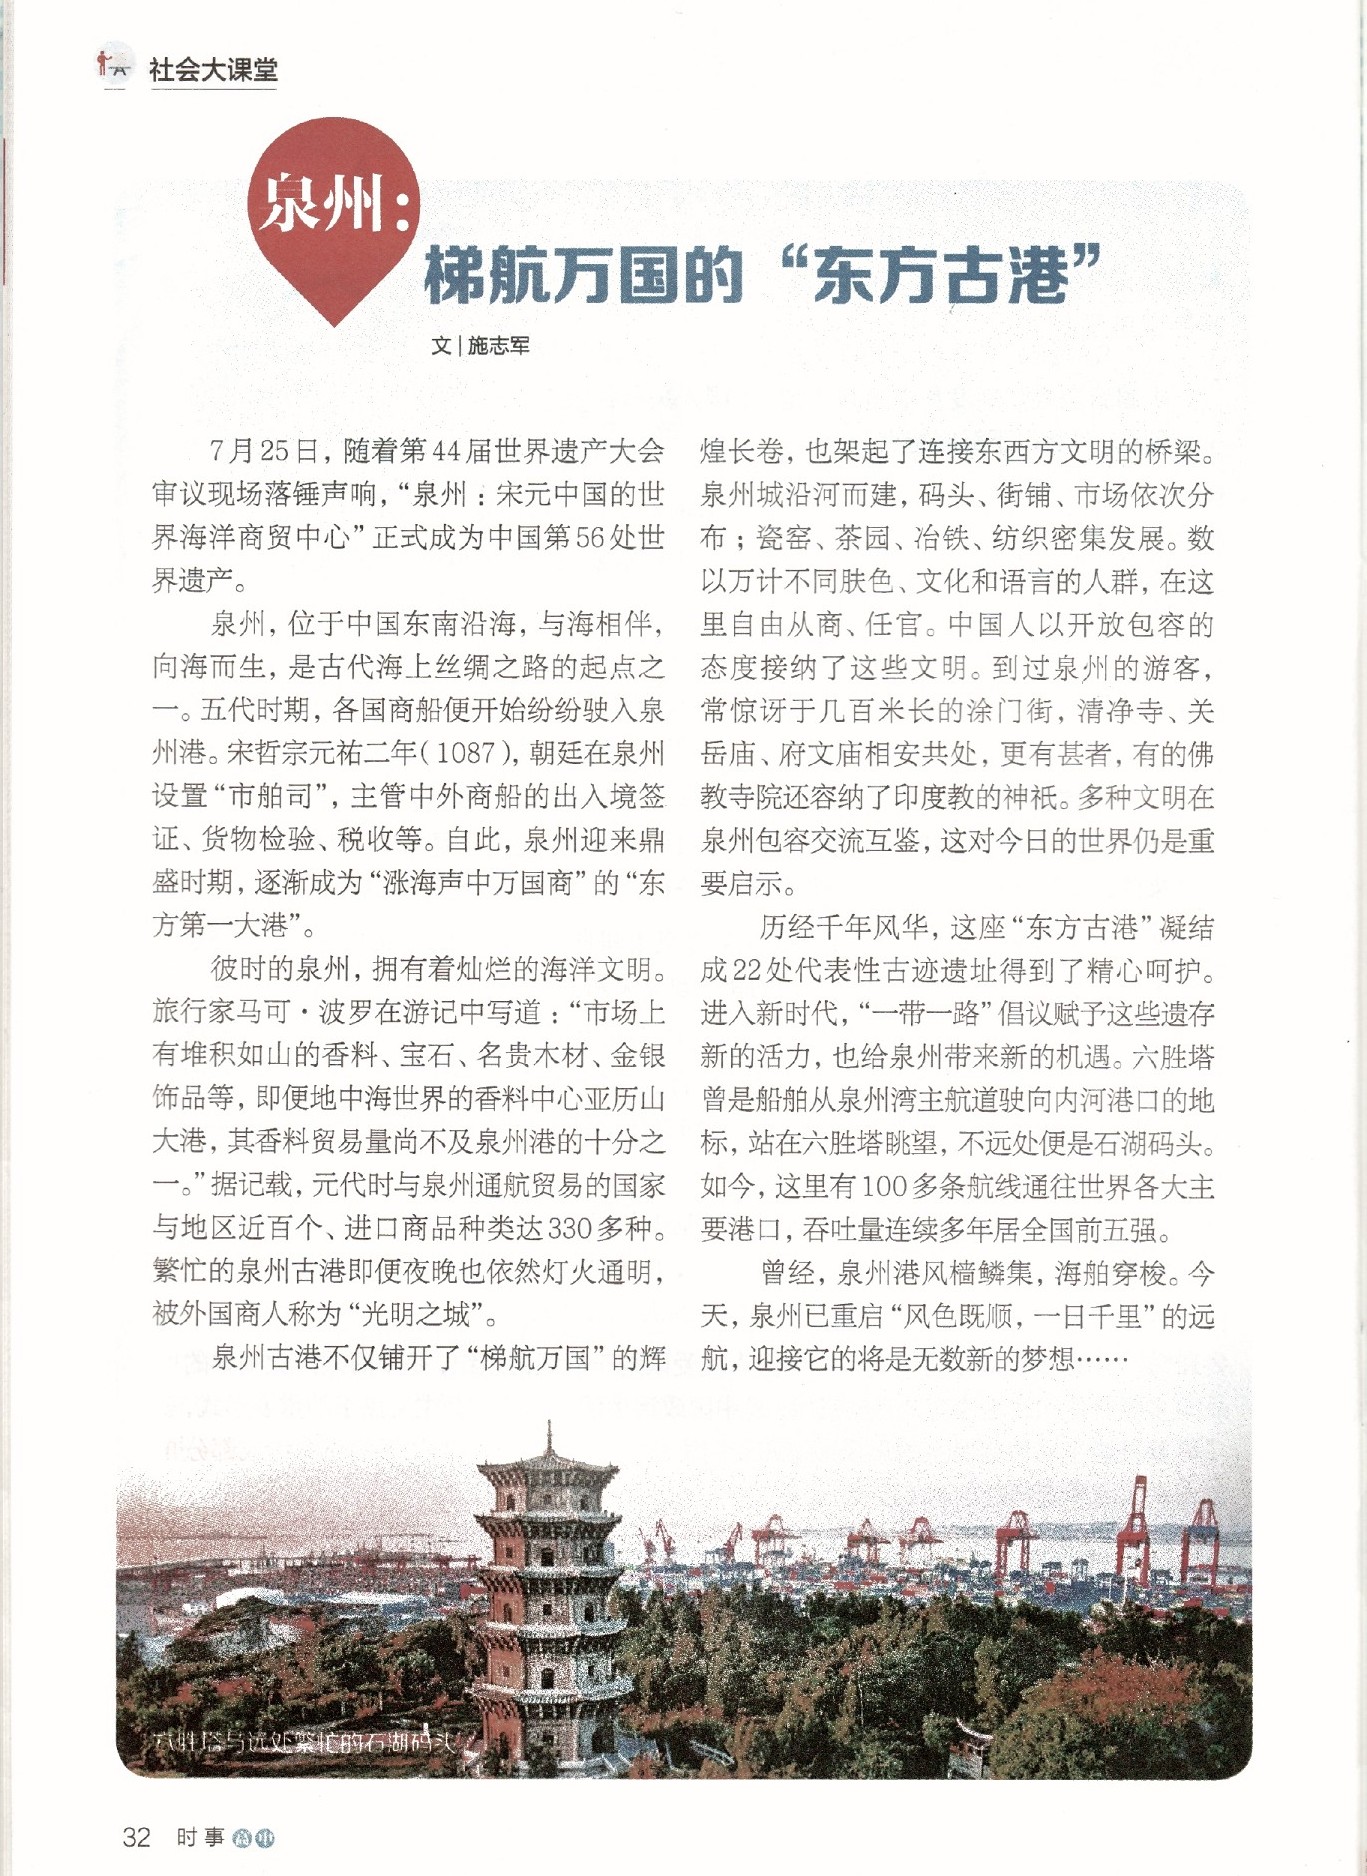 社会大课堂
泉州：
梯航万国的“东方古港”
文|施志军
7月25日，随着第44届世界遗产大会
审议现场落锤声响，“泉州：宋元中国的世
界海洋商贸中心”正式成为中国第56处世
界遗产。
泉州，位于中国东南沿海，与海相伴，
向海而生，是古代海上丝绸之路的起点之
一。五代时期，各国商船便开始纷纷驶入泉
州港。宋哲宗元祐二年（1087），朝廷在泉州
设置“市舶司”，主管中外商船的出入境签
证、货物检验、税收等。自此，泉州迎来鼎
盛时期，逐渐成为“涨海声中万国商”的“东
方第一大港”。
彼时的泉州，拥有着灿烂的海洋文明。
旅行家马可·波罗在游记中写道：“市场上
有堆积如山的香料、宝石、名贵木材、金银
饰品等，即便地中海世界的香料中心亚历山
大港，其香料贸易量尚不及泉州港的十分之
一。”据记载，元代时与泉州通航贸易的国家
与地区近百个、进口商品种类达330多种。
繁忙的泉州古港即便夜晚也依然灯火通明，
被外国商人称为“光明之城”。
泉州古港不仅铺开了“梯航万国”的辉
煌长卷，也架起了连接东西方文明的桥梁。
泉州城沿河而建，码头、街铺、市场依次分
布；瓷窑、茶园、冶铁、纺织密集发展。数
以万计不同肤色、文化和语言的人群，在这
里自由从商、任官。中国人以开放包容的
态度接纳了这些文明。到过泉州的游客，
常惊讶于几百米长的涂门街，清净寺、关
岳庙、府文庙相安共处，更有甚者，有的佛
教寺院还容纳了印度教的神祇。多种文明在
泉州包容交流互鉴，这对今日的世界仍是重
要启示。
历经千年风华，这座“东方古港”凝结
成22处代表性古迹遗址得到了精心呵护。
进入新时代，“一带一路”倡议赋予这些遗存
新的活力，也给泉州带来新的机遇。六胜塔
曾是船舶从泉州湾主航道驶向内河港口的地
标，站在六胜塔眺望，不远处便是石湖码头。
如今，这里有100多条航线通往世界各大主
要港口，吞吐量连续多年居全国前五强。
曾经，泉州港风樯鳞集，海舶穿梭。今
天，泉州已重启“风色既顺，一日千里”的远
航，迎接它的将是无数新的梦想……
六胜塔与远处繁忙的石湖码头
32 时事高中